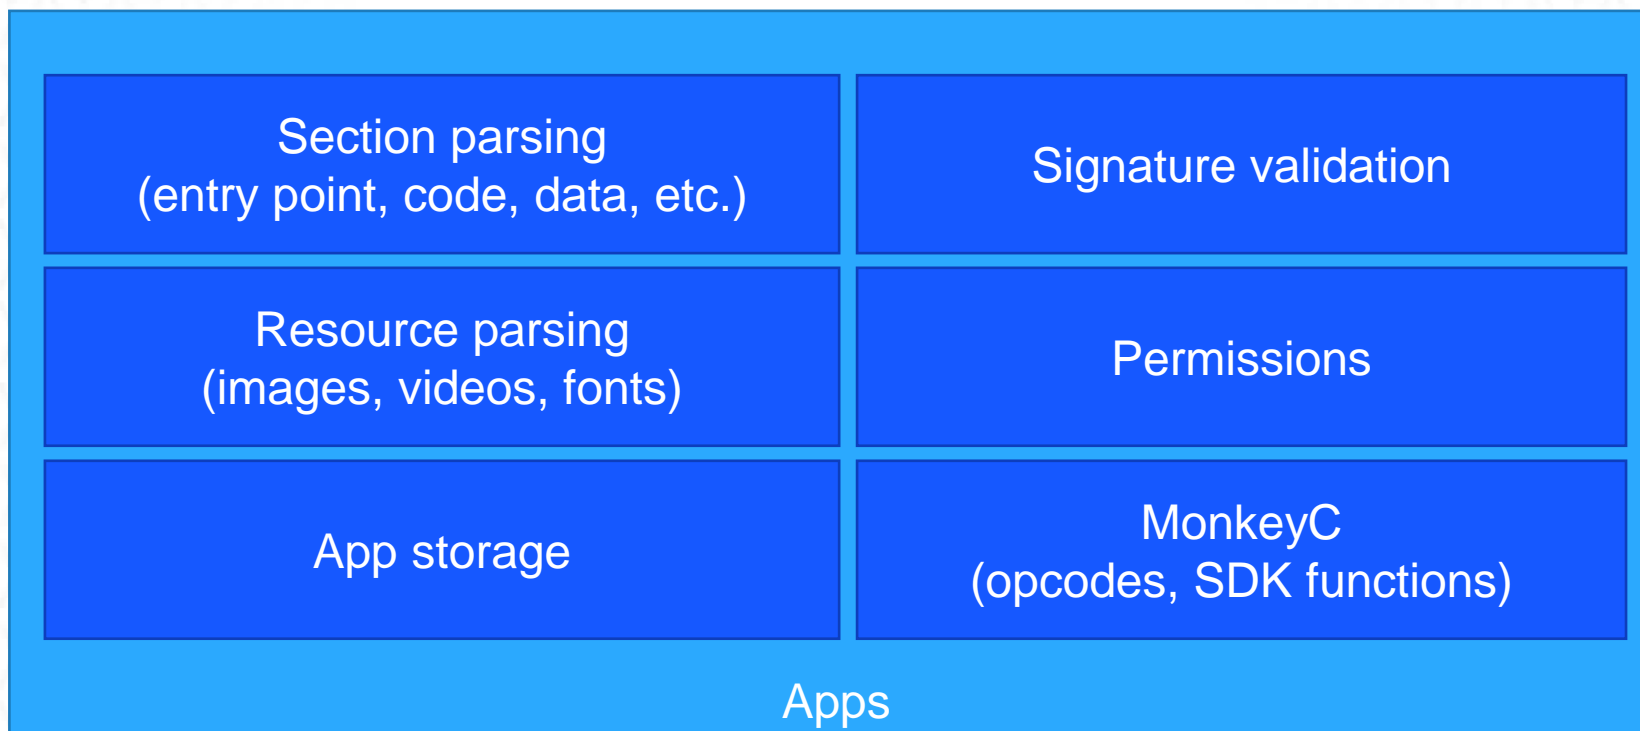 Section parsing
(entry point, code, data, etc.)
Signature validation
Resource parsing
(images, videos, fonts)
Permissions
App storage
MonkeyC
(opcodes, SDK functions)
Apps